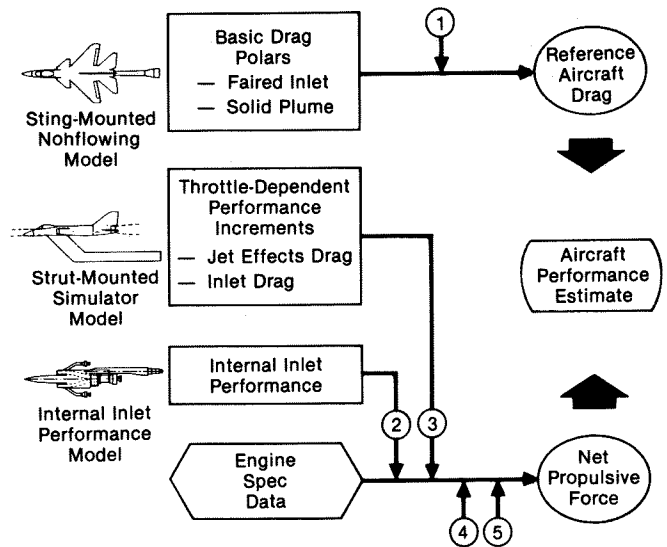 1
Basic Drag
Polars
— Faired Inlet
— Solid Plume
Reference
Aircraft
Drag
Sting-Mounted
Nohflowing
Model
Throttle-Dependent
Performance
Increments
— Jet Effects Drag
— Inlet Drag
Strut-Mounted
Simulator
Model
Aircraft
Performance
Estimate
Internal Inlet
Performance
Internal Inlet
Performance
Model
2
3
Engine
Spec
Data
Net
Propulsive
Force
4
5